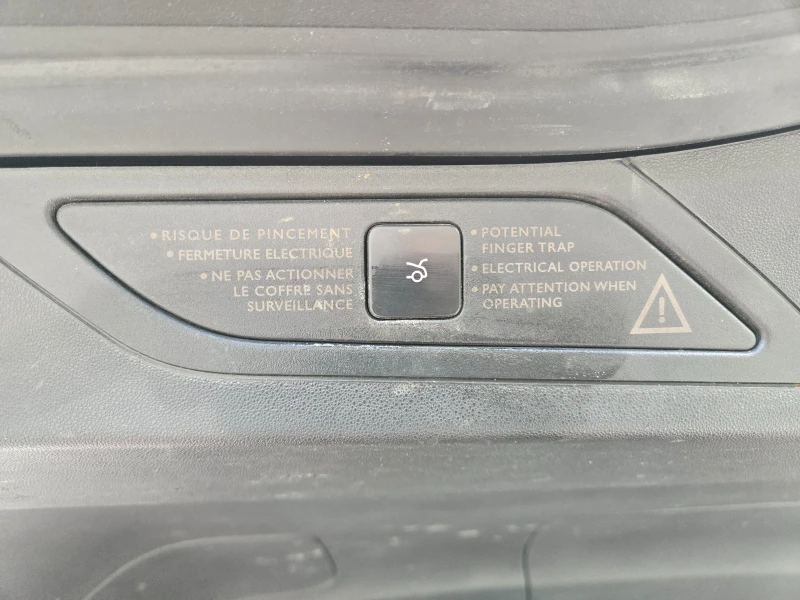 • RISQUE DE PINCEMENT
• FERMETURE ELECTRIQUE
• NE PAS ACTIONNER
LE COFFRE SANS
SURVEILLANCE
• POTENTIAL
FINGER TRAP
• ELECTRICAL OPERATION
• PAY ATTENTION WHEN
OPERATING
!